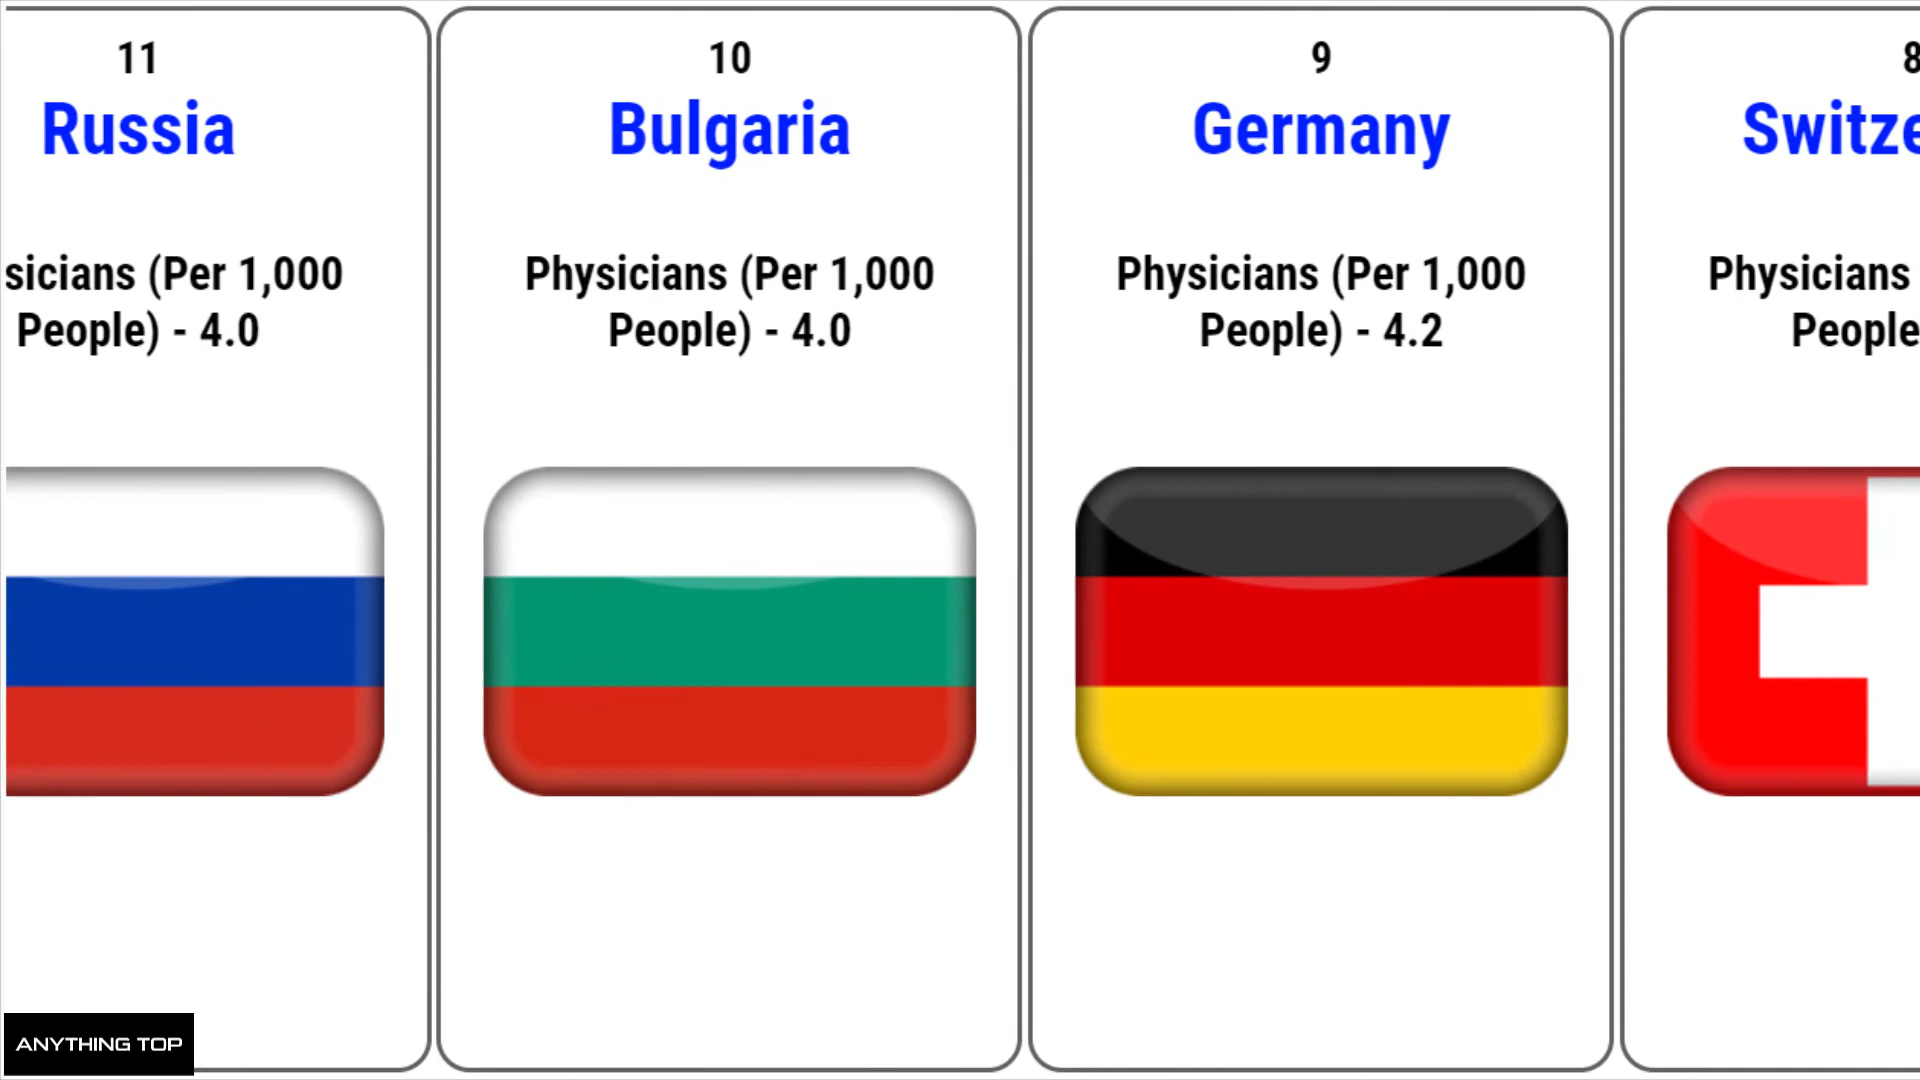 11
Russia
sicians (Per 1,000
People) - 4.0
10
Bulgaria
Physicians (Per 1,000
People) - 4.0
9
Germany
Physicians (Per 1,000
People) - 4.2
8
Switze
Physicians
People
ANYTHING TOP